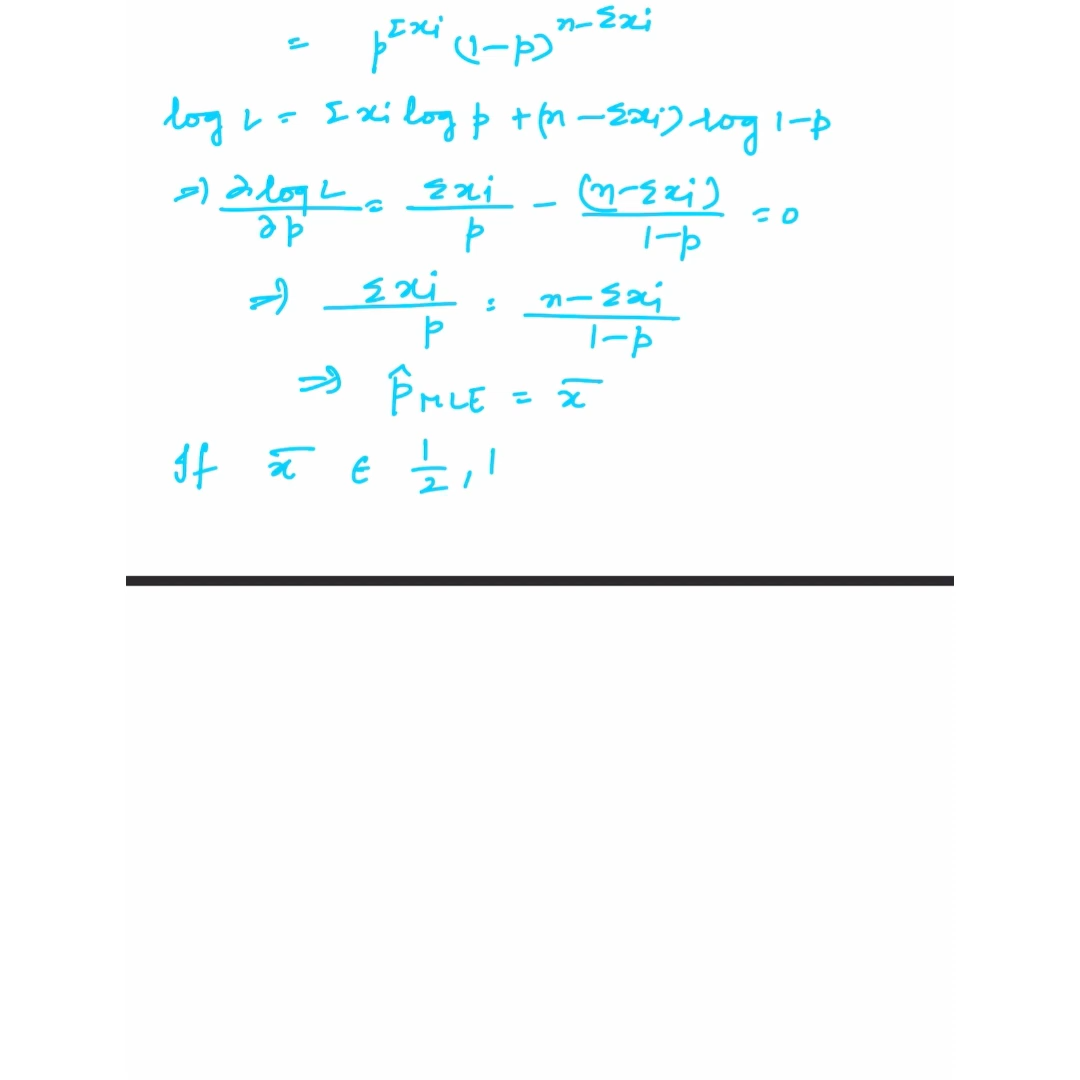 = p^Σxi (1-p)^n-Σxi
log L = Σxi log p + (n-Σxi) log 1-p
⇒ ∂log L/∂p = Σxi/p - (n-Σxi)/1-p = 0
⇒ Σxi/p = n-Σxi/1-p
⇒ p̂ MLE = x̄
If x̄ ∈ 1/2, 1